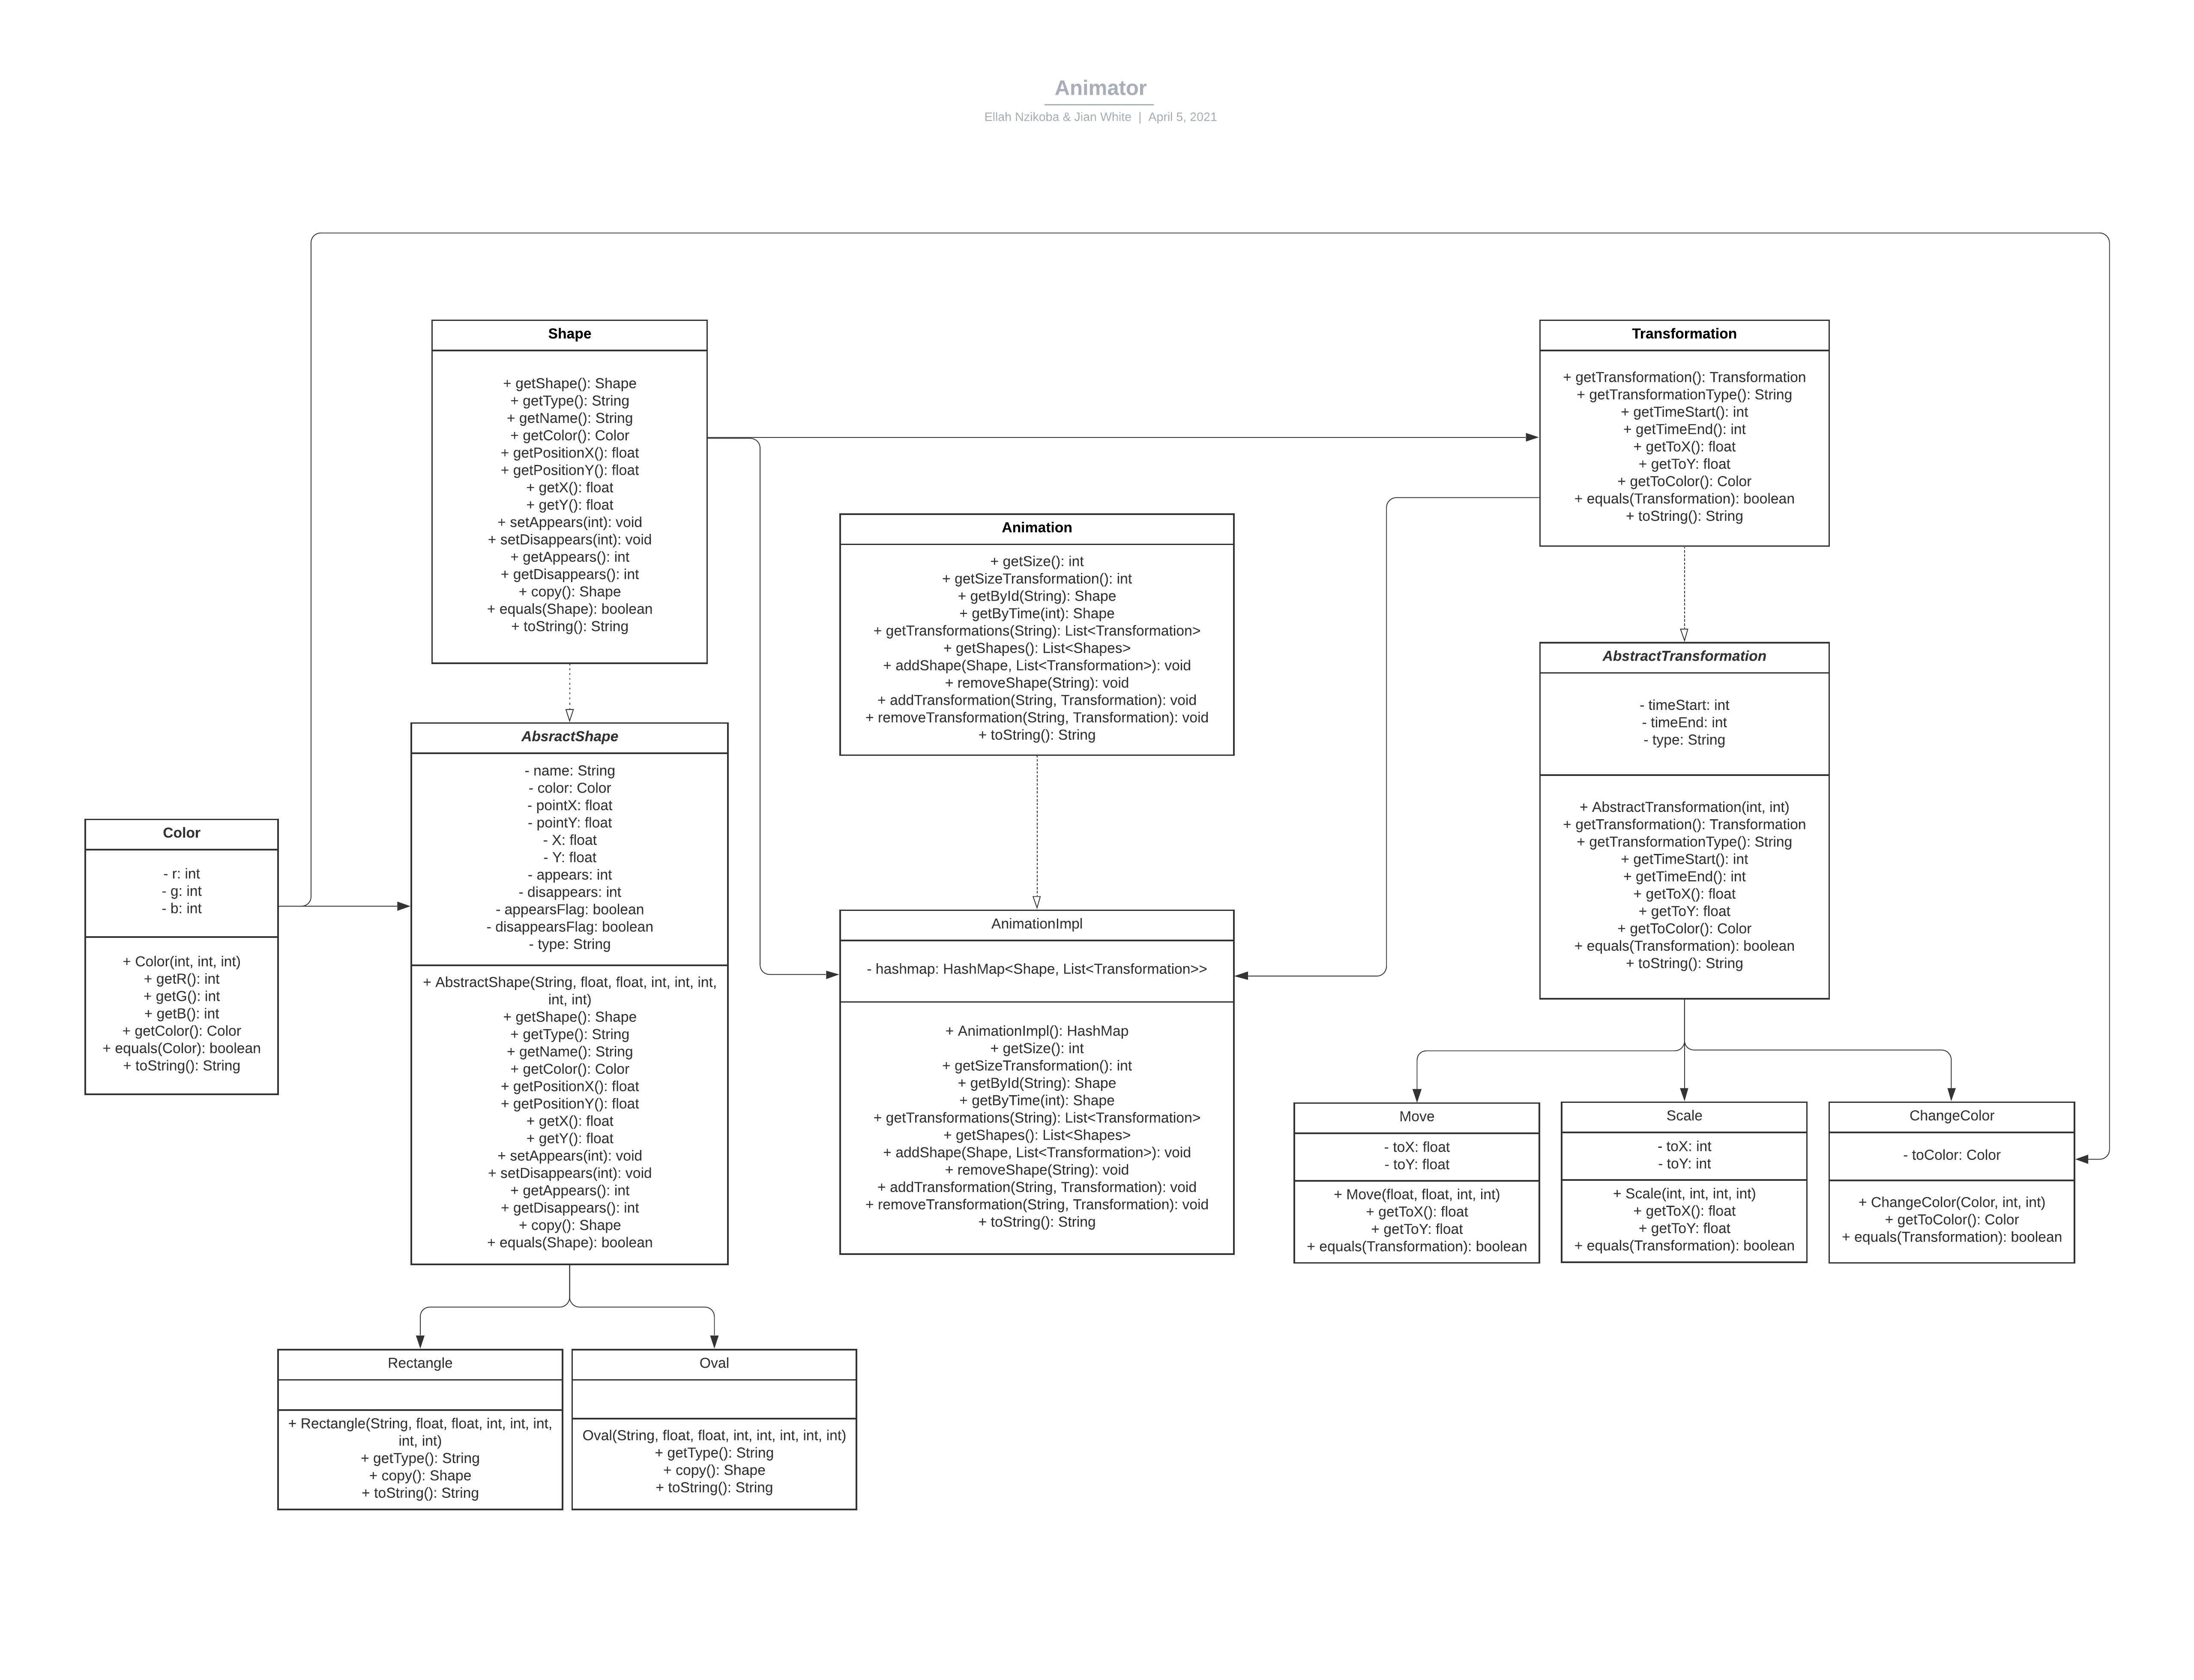 Animator
Ellah Nzikoba & Jian White | April 5, 2021
Shape
+ getShape(): Shape
+ getType(): String
+ getName(): String
+ getColor(): Color
+ getPositionX(): float
+ getPositionY(): float
+ getX(): float
+ getY(): float
+ setAppears(int): void
+ setDisappears(int): void
+ getAppears(): int
+ getDisappears(): int
+ copy(): Shape
+ equals(Shape): boolean
+ toString(): String
Transformation
+ getTransformation(): Transformation
+ getTransformationType(): String
+ getTimeStart(): int
+ getTimeEnd(): int
+ getToX(): float
+ getToY: float
+ getToColor(): Color
+ equals(Transformation): boolean
+ toString(): String
Animation
+ getSize(): int
+ getSizeTransformation(): int
+ getById(String): Shape
+ getByTime(int): Shape
+ getTransformations(String): List<Transformation>
+ getShapes(): List<Shapes>
+ addShape(Shape, List<Transformation>): void
+ removeShape(String): void
+ addTransformation(String, Transformation): void
+ removeTransformation(String, Transformation): void
+ toString(): String
AbsractShape
- name: String
- color: Color
- pointX: float
- pointY: float
- X: float
- Y: float
- appears: int
- disappears: int
- appearsFlag: boolean
- disappearsFlag: boolean
- type: String
+ AbstractShape(String, float, float, int, int, int,
int, int)
+ getShape(): Shape
+ getType(): String
+ getName(): String
+ getColor(): Color
+ getPositionX(): float
+ getPositionY(): float
+ getX(): float
+ getY(): float
+ setAppears(int): void
+ setDisappears(int): void
+ getAppears(): int
+ getDisappears(): int
+ copy(): Shape
+ equals(Shape): boolean
Color
- r: int
- g: int
- b: int
+ Color(int, int, int)
+ getR(): int
+ getG(): int
+ getB(): int
+ getColor(): Color
+ equals(Color): boolean
+ toString(): String
AnimationImpl
- hashmap: HashMap<Shape, List<Transformation>>
+ AnimationImpl(): HashMap
+ getSize(): int
+ getSizeTransformation(): int
+ getById(String): Shape
+ getByTime(int): Shape
+ getTransformations(String): List<Transformation>
+ getShapes(): List<Shapes>
+ addShape(Shape, List<Transformation>): void
+ removeShape(String): void
+ addTransformation(String, Transformation): void
+ removeTransformation(String, Transformation): void
+ toString(): String
AbstractTransformation
- timeStart: int
- timeEnd: int
- type: String
+ AbstractTransformation(int, int)
+ getTransformation(): Transformation
+ getTransformationType(): String
+ getTimeStart(): int
+ getTimeEnd(): int
+ getToX(): float
+ getToY: float
+ getToColor(): Color
+ equals(Transformation): boolean
+ toString(): String
Move
- toX: float
- toY: float
+ Move(float, float, int, int)
+ getToX(): float
+ getToY: float
+ equals(Transformation): boolean
Scale
- toX: int
- toY: int
+ Scale(int, int, int, int)
+ getToX(): float
+ getToY: float
+ equals(Transformation): boolean
ChangeColor
- toColor: Color
+ ChangeColor(Color, int, int)
+ getToColor(): Color
+ equals(Transformation): boolean
Rectangle
+ Rectangle(String, float, float, int, int, int,
int, int)
+ getType(): String
+ copy(): Shape
+ toString(): String
Oval
Oval(String, float, float, int, int, int, int, int)
+ getType(): String
+ copy(): Shape
+ toString(): String